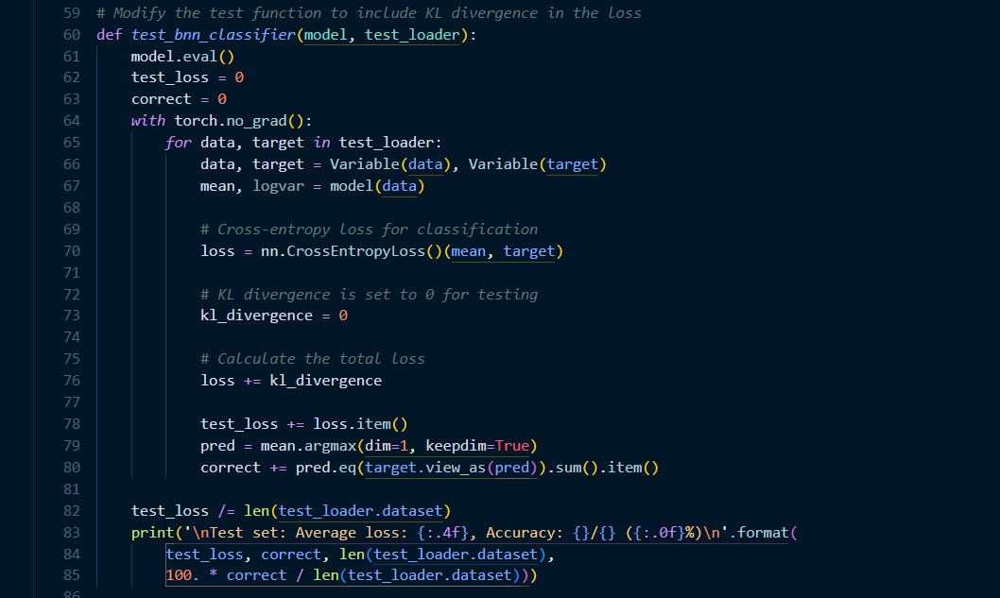 59 # Modify the test function to include KL divergence in the loss
60 def test_bnn_classifier(model, test_loader):
61     model.eval()
62     test_loss = 0
63     correct = 0
64     with torch.no_grad():
65         for data, target in test_loader:
66             data, target = Variable(data), Variable(target)
67             mean, logvar = model(data)
68
69             # Cross-entropy loss for classification
70             loss = nn.CrossEntropyLoss()(mean, target)
71
72             # KL divergence is set to 0 for testing
73             kl_divergence = 0
74
75             # Calculate the total loss
76             loss += kl_divergence
77
78             test_loss += loss.item()
79             pred = mean.argmax(dim=1, keepdim=True)
80             correct += pred.eq(target.view_as(pred)).sum().item()
81
82     test_loss /= len(test_loader.dataset)
83     print('\nTest set: Average loss: {:.4f}, Accuracy: {}/{} ({:.0f}%)\n'.format(
84         test_loss, correct, len(test_loader.dataset),
85         100. * correct / len(test_loader.dataset)))
86